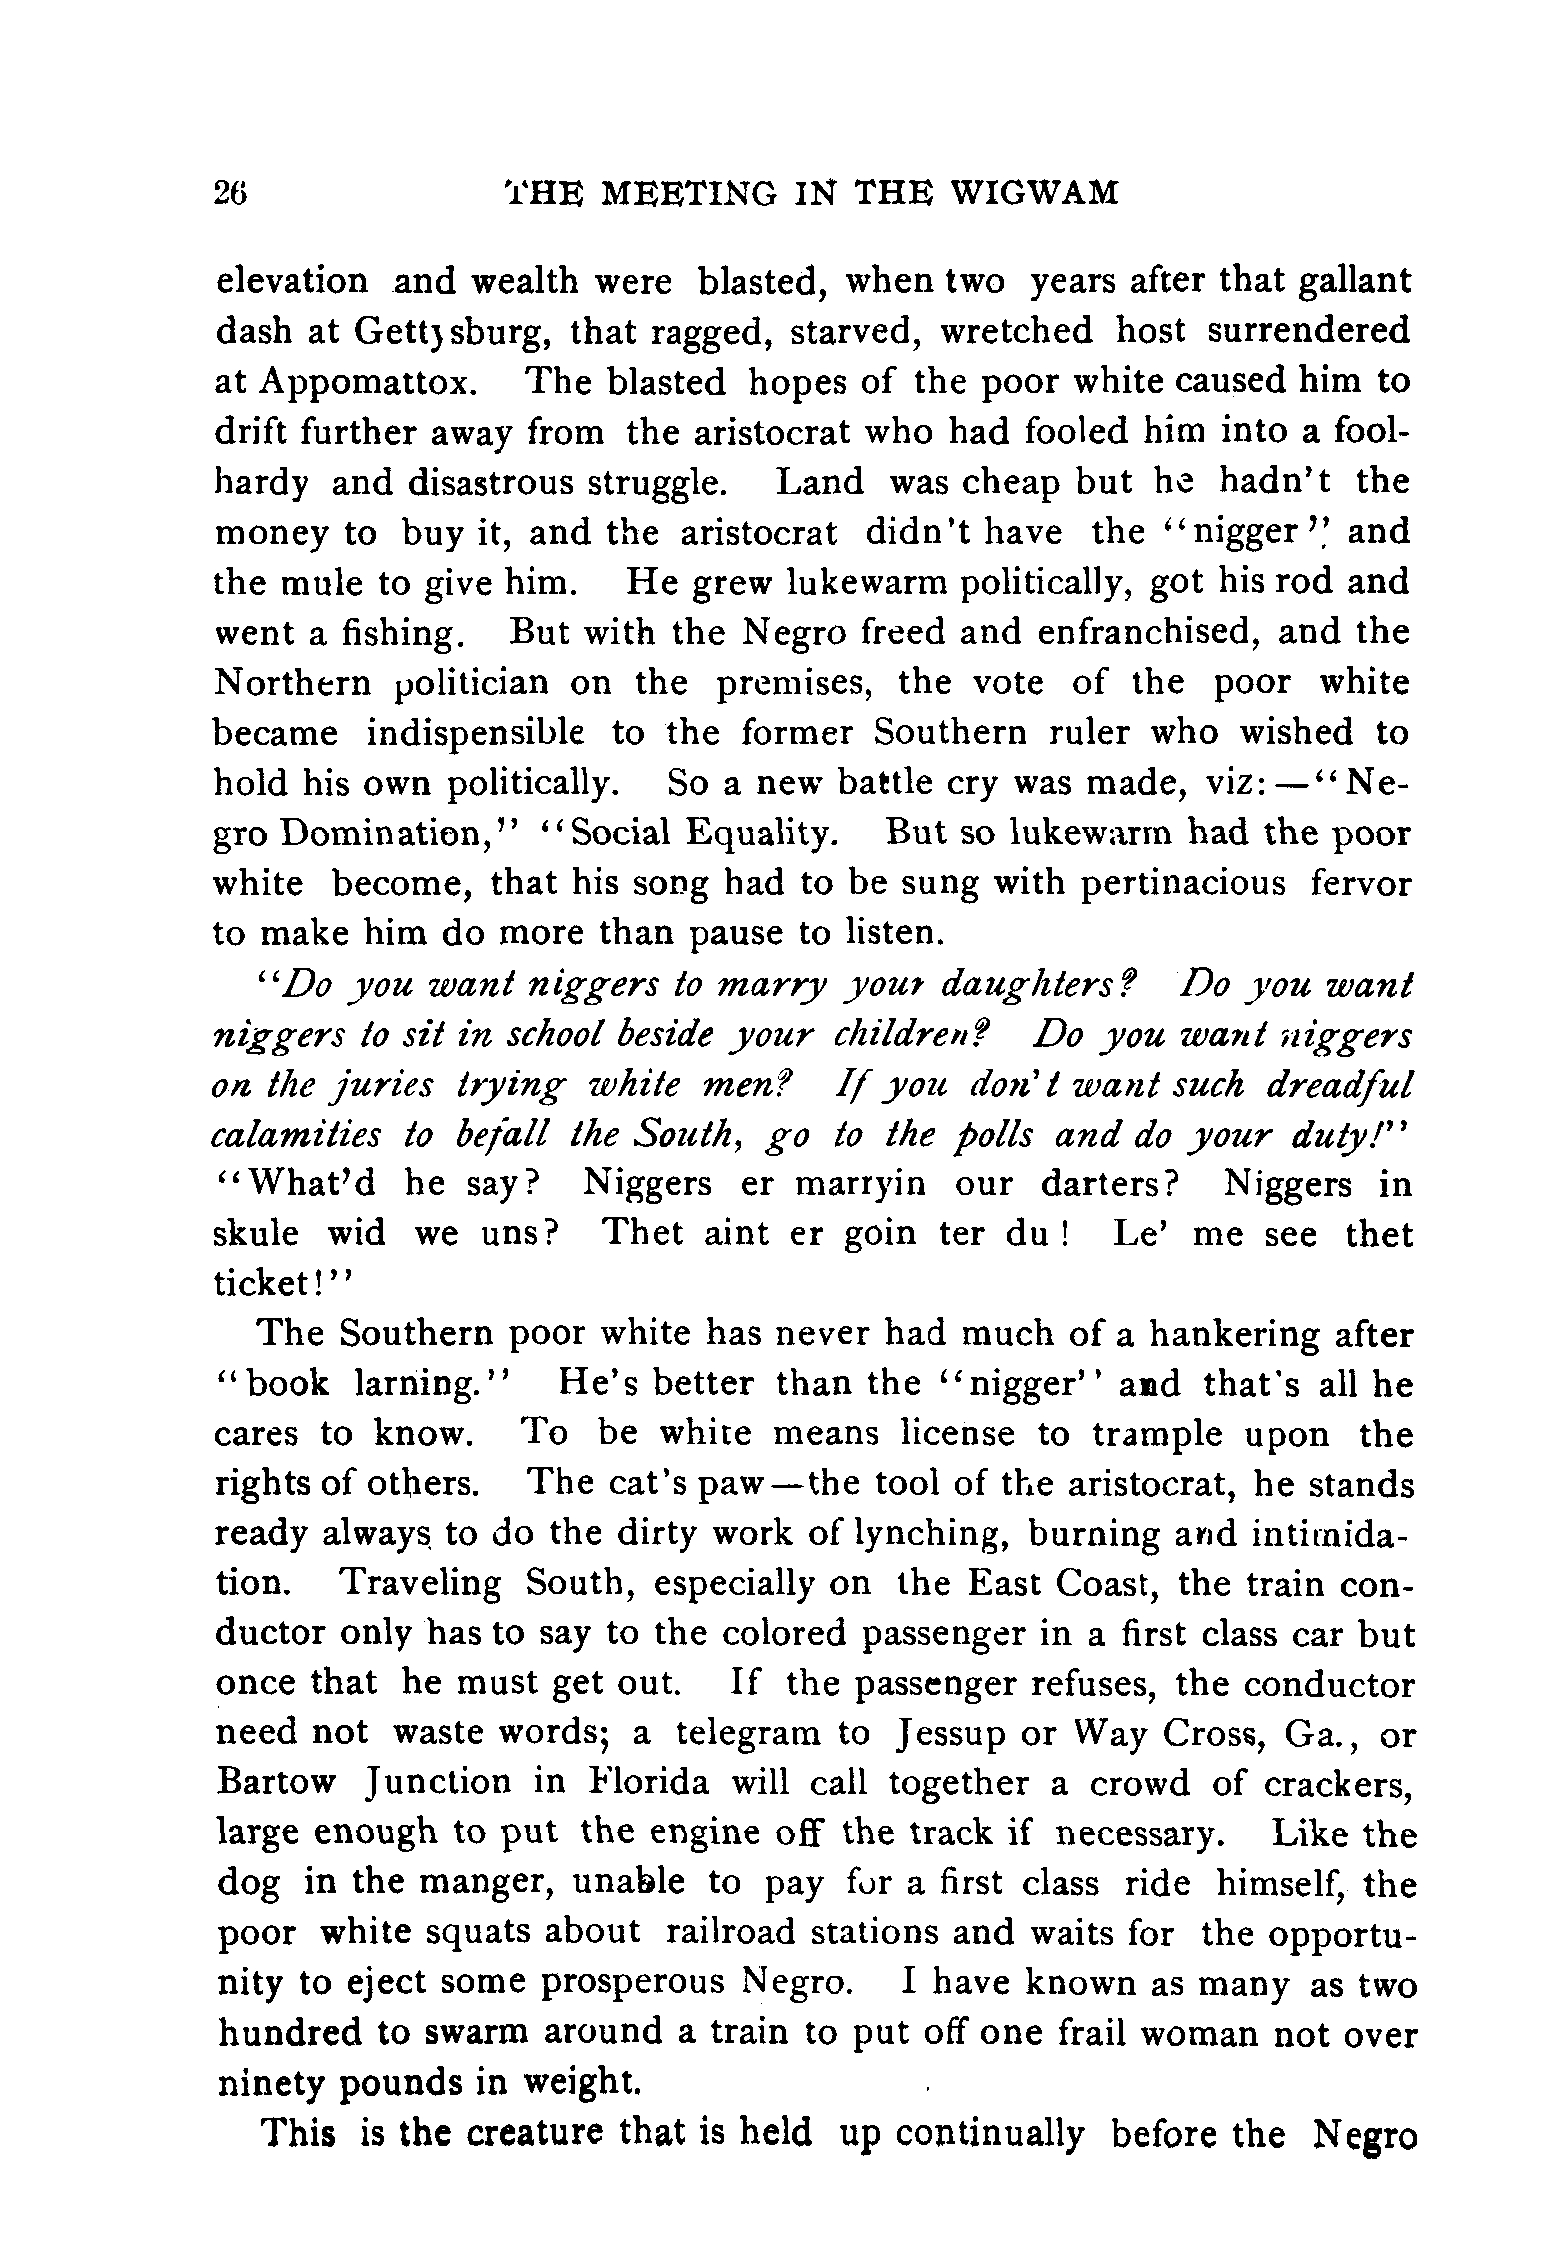 26 THE MEETING IN THE WIGWAM
elevation and wealth were blasted, when two years after that gallant
dash at Gettysburg, that ragged, starved, wretched host surrendered
at Appomattox. The blasted hopes of the poor white caused him to
drift further away from the aristocrat who had fooled him into a fool-
hardy and disastrous struggle. Land was cheap but he hadn't the
money to buy it, and the aristocrat didn't have the "nigger" and
the mule to give him. He grew lukewarm politically, got his rod and
went a fishing. But with the Negro freed and enfranchised, and the
Northern politician on the premises, the vote of the poor white
became indispensible to the former Southern ruler who wished to
hold his own politically. So a new battle cry was made, viz:—"Ne-
gro Domination," "Social Equality. But so lukewarm had the poor
white become, that his song had to be sung with pertinacious fervor
to make him do more than pause to listen.
"Do you want niggers to marry your daughters? Do you want
niggers to sit in school beside your children? Do you want niggers
on the juries trying white men? If you don't want such dreadful
calamities to befall the South, go to the polls and do your duty!"
"What'd he say? Niggers er marryin our darters? Niggers in
skule wid we uns? Thet aint er goin ter du! Le' me see thet
ticket!"
The Southern poor white has never had much of a hankering after
"book larning." He's better than the "nigger" and that's all he
cares to know. To be white means license to trample upon the
rights of others. The cat's paw—the tool of the aristocrat, he stands
ready always to do the dirty work of lynching, burning and intimida-
tion. Traveling South, especially on the East Coast, the train con-
ductor only has to say to the colored passenger in a first class car but
once that he must get out. If the passenger refuses, the conductor
need not waste words; a telegram to Jessup or Way Cross, Ga., or
Bartow Junction in Florida will call together a crowd of crackers,
large enough to put the engine off the track if necessary. Like the
dog in the manger, unable to pay for a first class ride himself, the
poor white squats about railroad stations and waits for the opportu-
nity to eject some prosperous Negro. I have known as many as two
hundred to swarm around a train to put off one frail woman not over
ninety pounds in weight.
This is the creature that is held up continually before the Negro